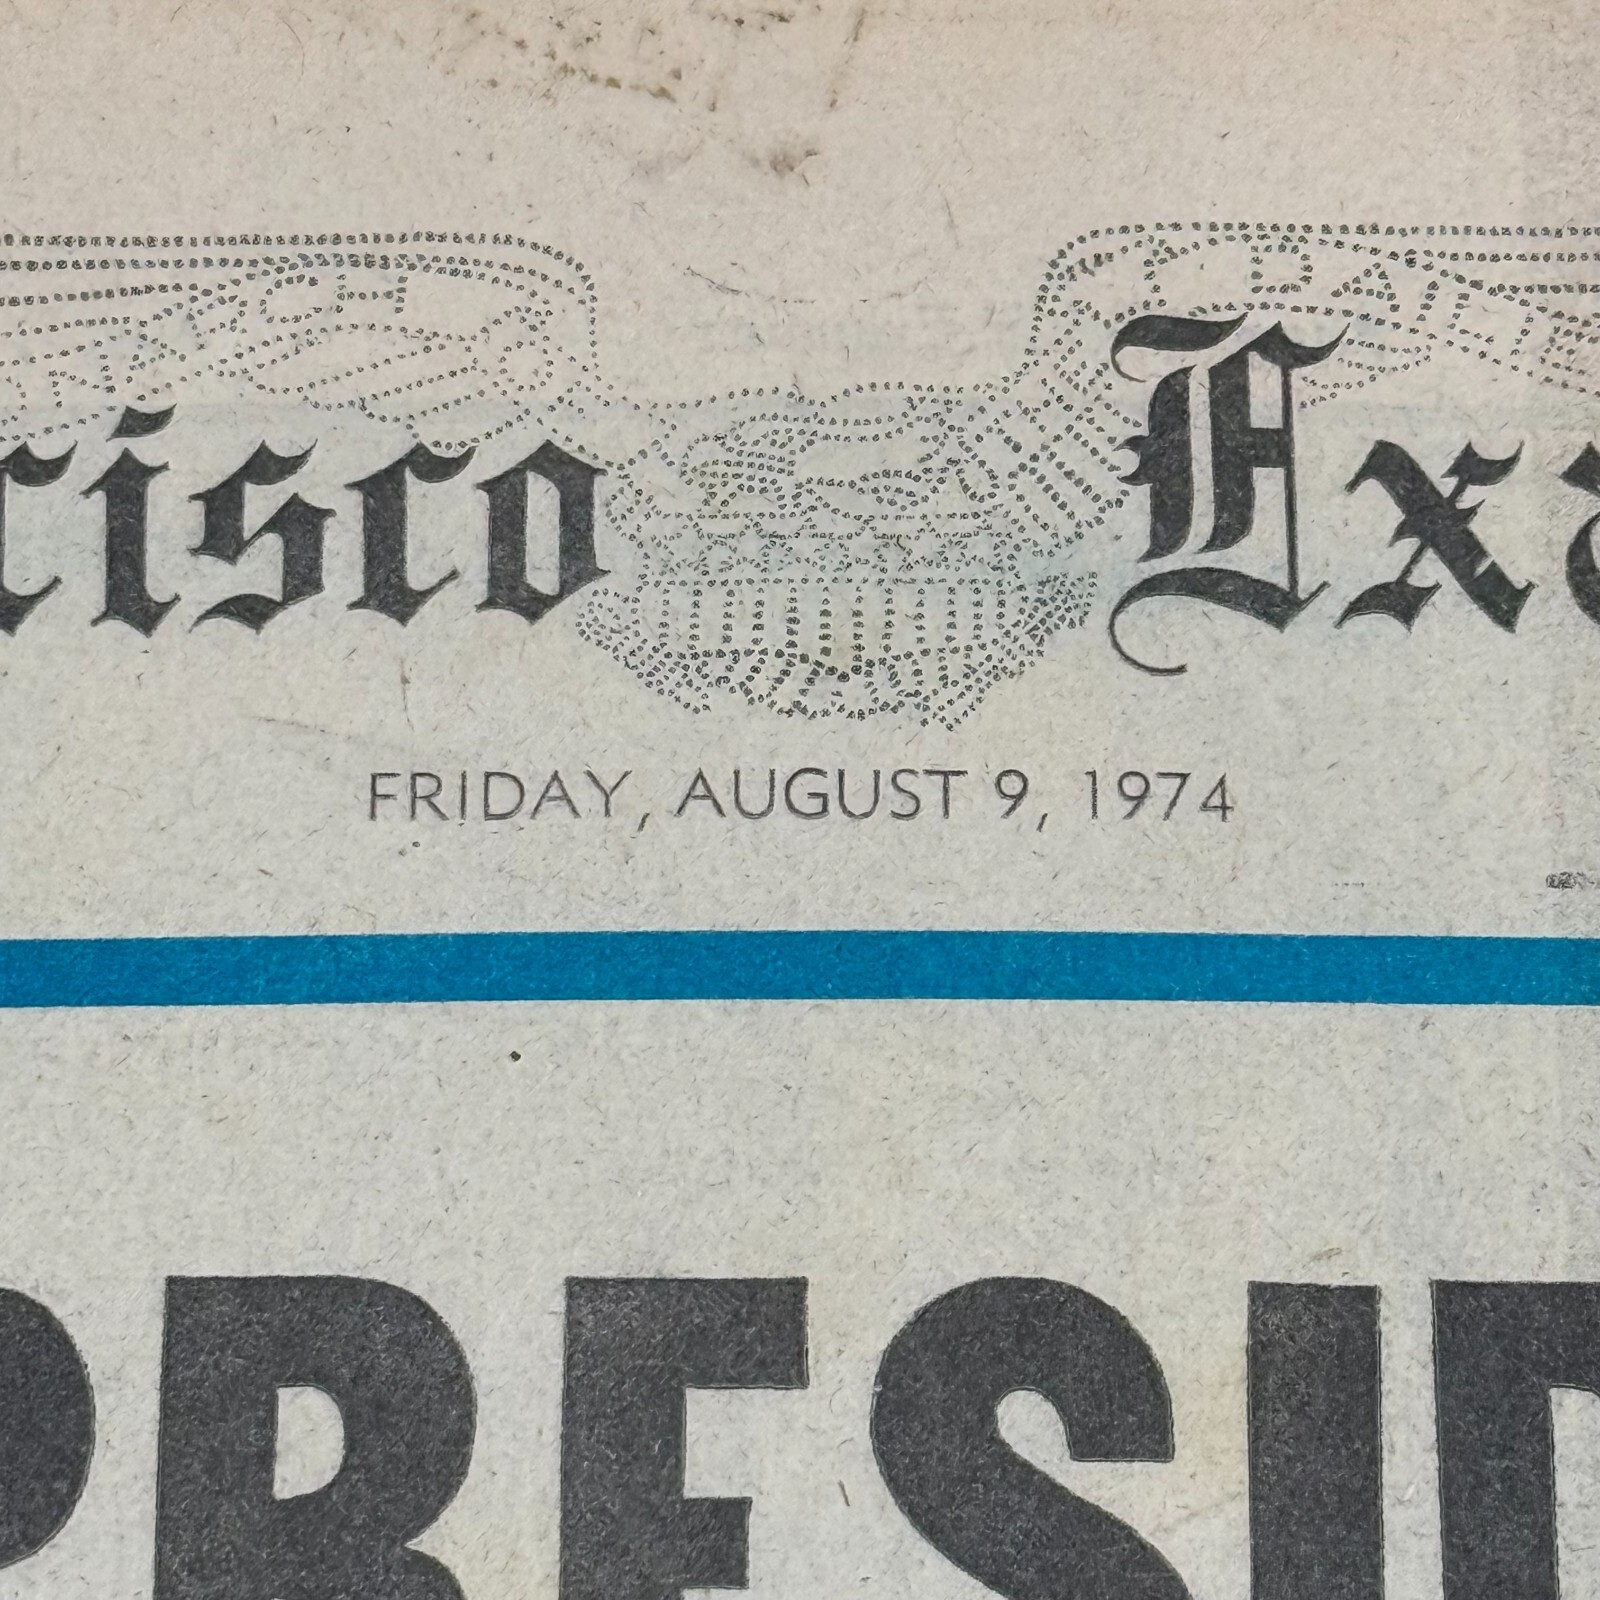 cisco Exa
FRIDAY, AUGUST 9, 1974
PRESID